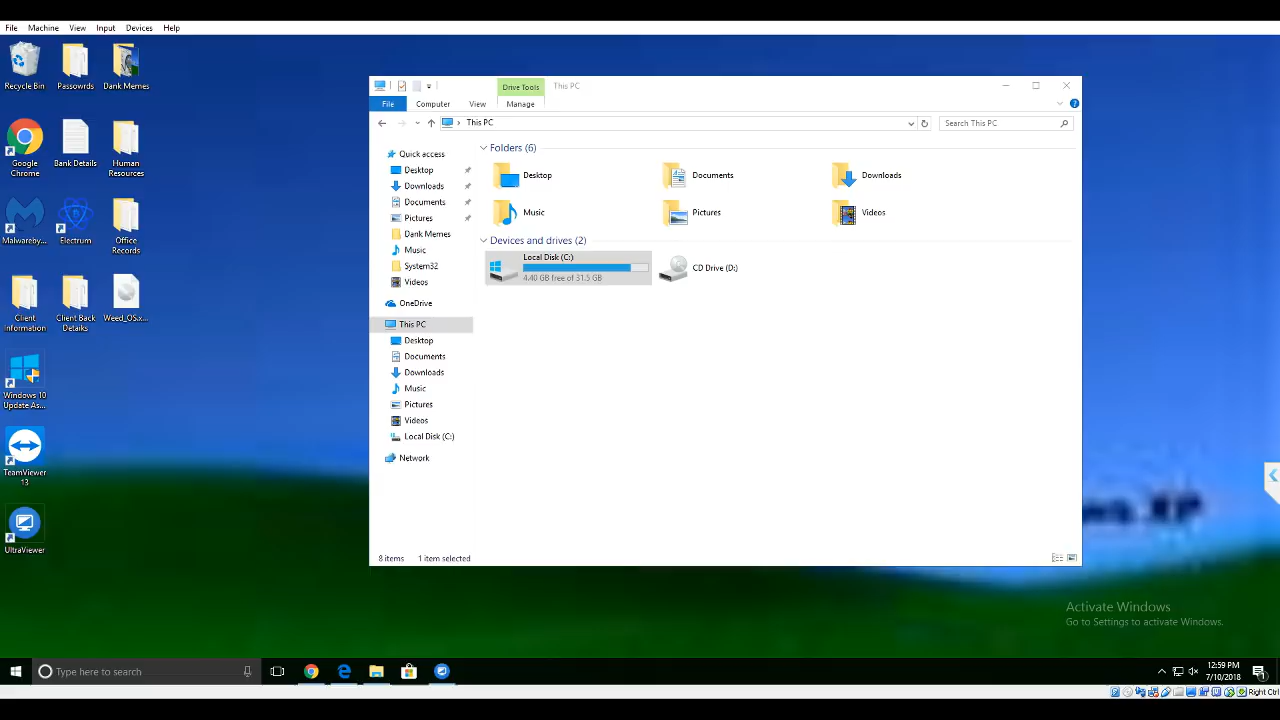 File Machine View Input Devices Help
Recycle Bin
Passowrds
Dank Memes
Google
Chrome
Bank Details
Human
Resources
Malwareby...
Electrum
Office
Records
Client
Information
Client Back
Detailes
Weed_OS.x...
Windows 10
Update As...
TeamViewer
13
UltraViewer
Drive Tools
This PC
File Computer View Manage
This PC
Search This PC
Quick access
Desktop
Downloads
Documents
Pictures
Dank Memes
Music
System32
Videos
OneDrive
This PC
Desktop
Documents
Downloads
Music
Pictures
Videos
Local Disk (C:)
Network
Folders (6)
Desktop
Documents
Downloads
Music
Pictures
Videos
Devices and drives (2)
Local Disk (C:)
4.40 GB free of 31.5 GB
CD Drive (D:)
8 items 1 item selected
XP
Activate Windows
Go to Settings to activate Windows.
Type here to search
12:59 PM
7/10/2018
Right Ctrl